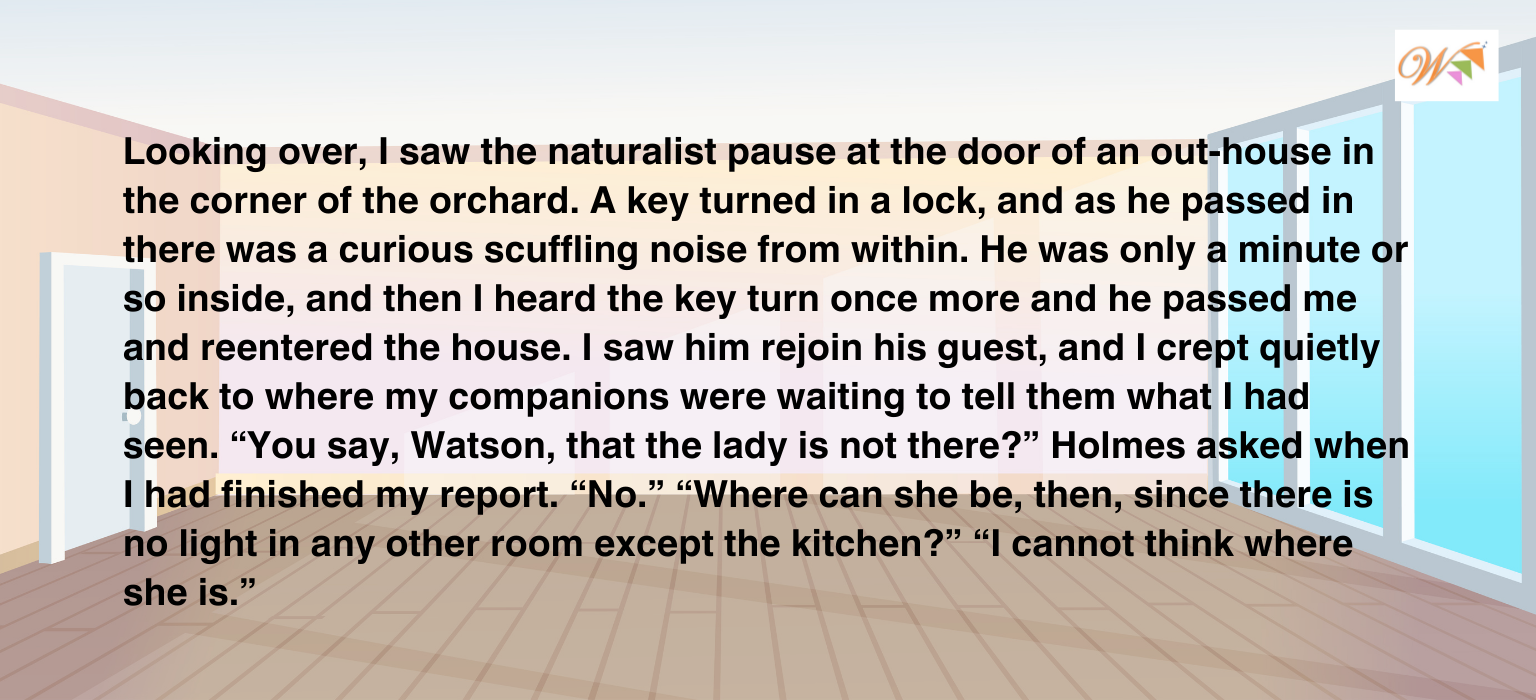 W
Looking over, I saw the naturalist pause at the door of an out-house in
the corner of the orchard. A key turned in a lock, and as he passed in
there was a curious scuffling noise from within. He was only a minute or
so inside, and then I heard the key turn once more and he passed me
and reentered the house. I saw him rejoin his guest, and I crept quietly
back to where my companions were waiting to tell them what I had
seen. “You say, Watson, that the lady is not there?” Holmes asked when
I had finished my report. “No.” “Where can she be, then, since there is
no light in any other room except the kitchen?” “I cannot think where
she is.”